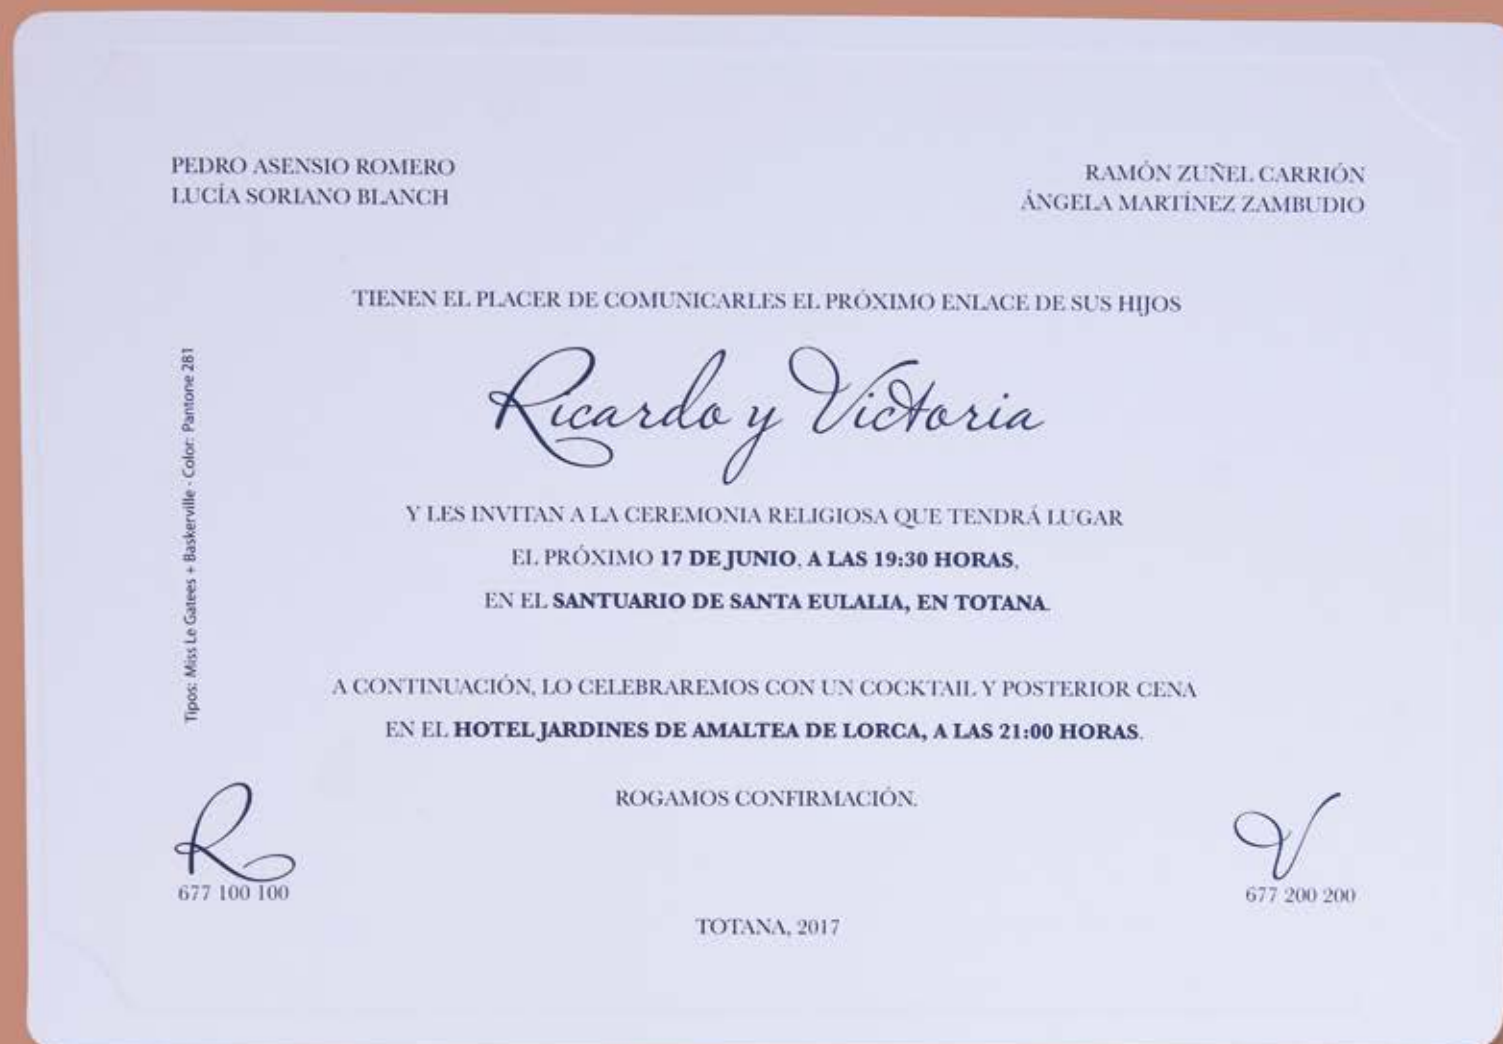 PEDRO ASENSIO ROMERO
LUCÍA SORIANO BLANCH
RAMÓN ZUÑEL CARRIÓN
ÁNGELA MARTÍNEZ ZAMBUDIO
TIENEN EL PLACER DE COMUNICARLES EL PRÓXIMO ENLACE DE SUS HIJOS
Ricardo y Victoria
Tipos: Miss Le Gatees + Baskerville - Color: Pantone 281
Y LES INVITAN A LA CEREMONIA RELIGIOSA QUE TENDRÁ LUGAR
EL PRÓXIMO 17 DE JUNIO, A LAS 19:30 HORAS,
EN EL SANTUARIO DE SANTA EULALIA, EN TOTANA.
A CONTINUACIÓN, LO CELEBRAREMOS CON UN COCKTAIL Y POSTERIOR CENA
EN EL HOTEL JARDINES DE AMALTEA DE LORCA, A LAS 21:00 HORAS.
ROGAMOS CONFIRMACIÓN.
R
677 100 100
V
677 200 200
TOTANA, 2017